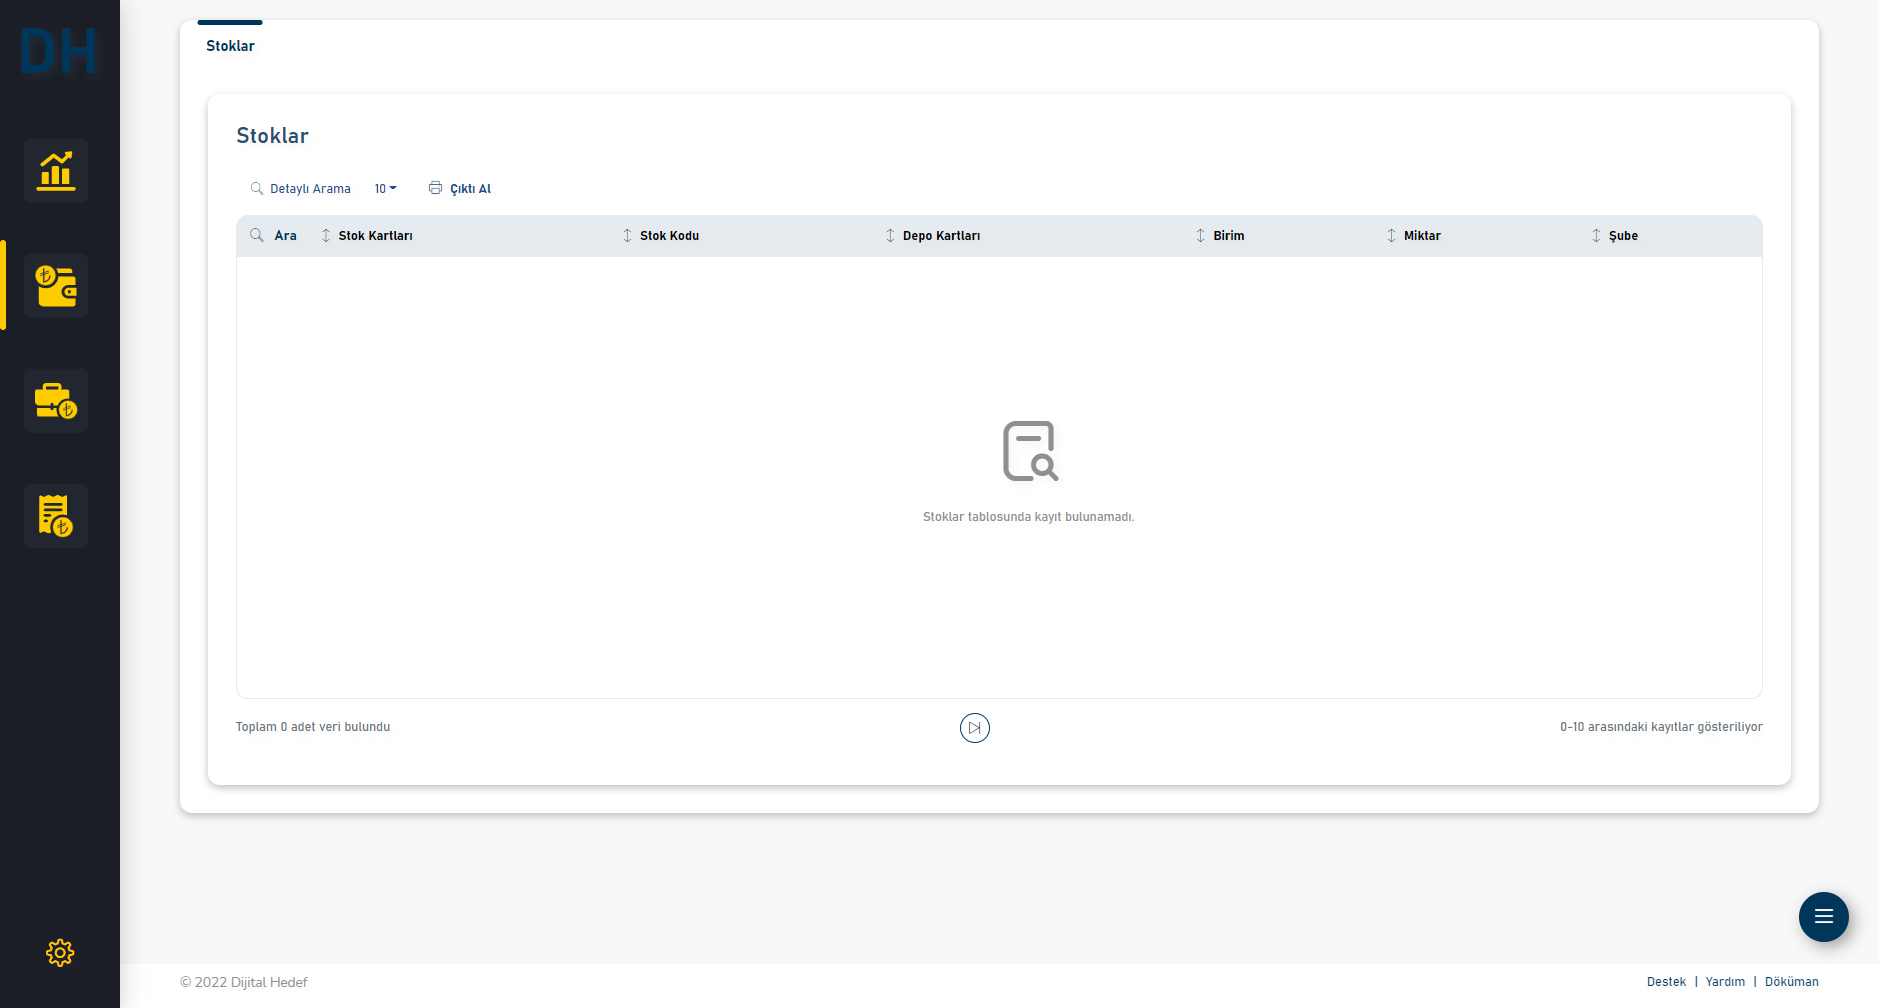 DH
Stoklar
Stoklar
Detaylı Arama 10 Çıktı Al
Ara Stok Kartları Stok Kodu Depo Kartları Birim Miktar Şube
Stoklar tablosunda kayıt bulunamadı.
Toplam 0 adet veri bulundu
0-10 arasındaki kayıtlar gösteriliyor
© 2022 Dijital Hedef
Destek | Yardım | Döküman